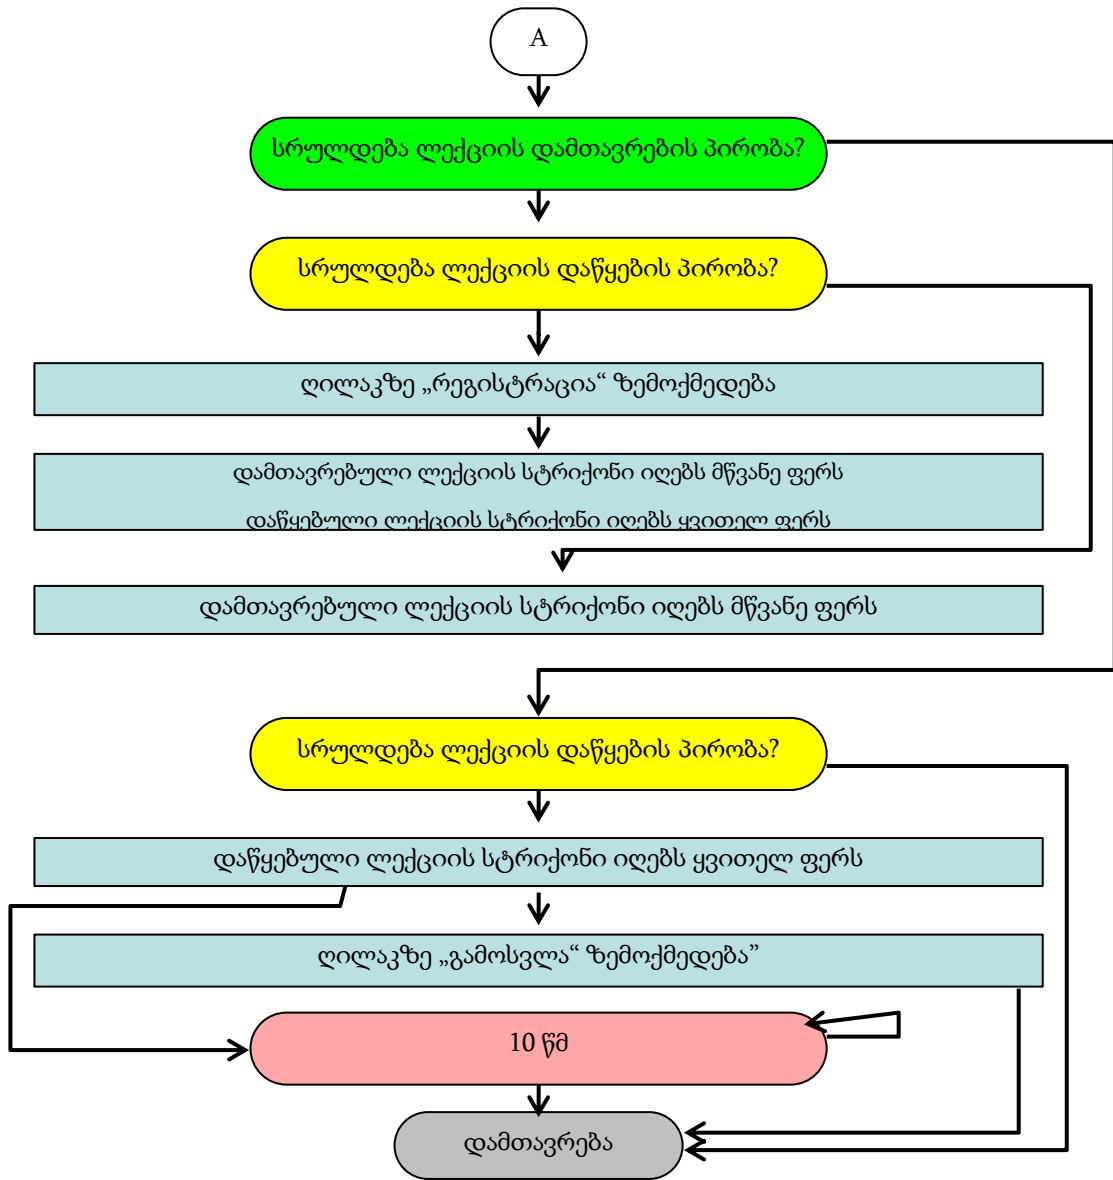 A
სრულდება ლექციის დამთავრების პირობა?
სრულდება ლექციის დაწყების პირობა?
ღილაკზე „რეგისტრაცია“ ზემოქმედება
დამთავრებული ლექციის სტრიქონი იღებს მწვანე ფერს
დაწყებული ლექციის სტრიქონი იღებს ყვითელ ფერს
დამთავრებული ლექციის სტრიქონი იღებს მწვანე ფერს
სრულდება ლექციის დაწყების პირობა?
დაწყებული ლექციის სტრიქონი იღებს ყვითელ ფერს
ღილაკზე „გამოსვლა“ ზემოქმედება”
10 წმ
დამთავრება